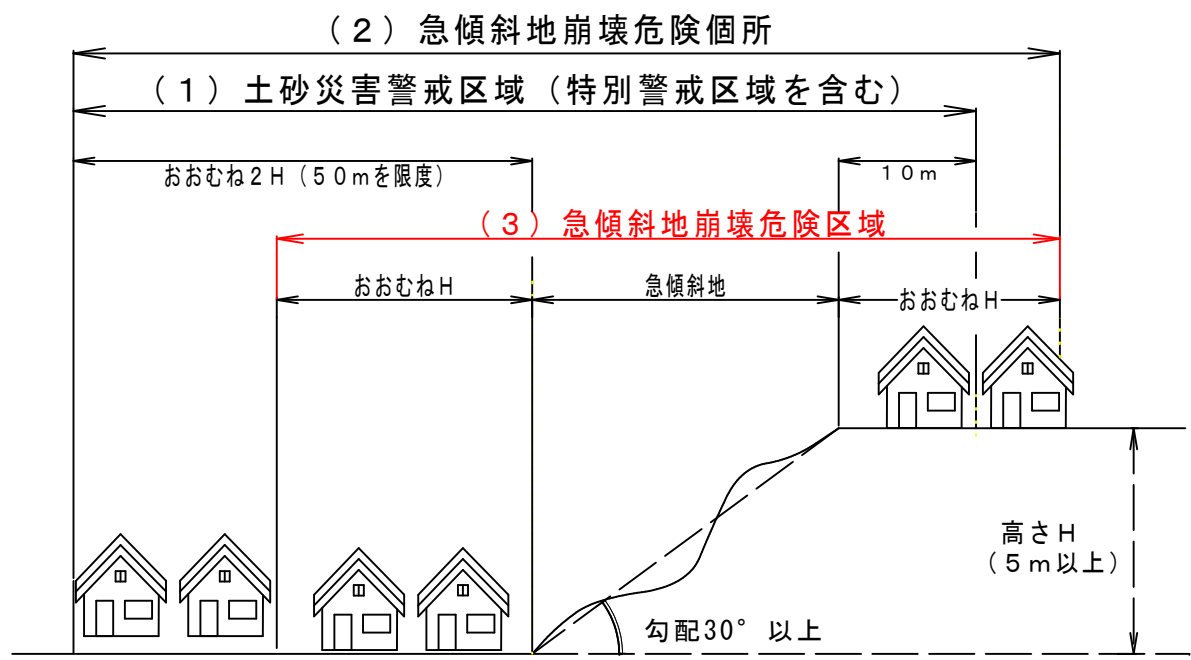 (2)急傾斜地崩壊危険個所
(1)土砂災害警戒区域(特別警戒区域を含む)
おおむね2H(50mを限度)
10m
(3)急傾斜地崩壊危険区域
おおむねH
急傾斜地
おおむねH
高さH
(5m以上)
勾配30°以上